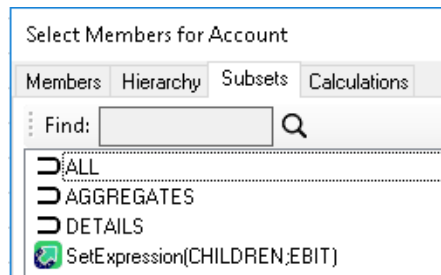 Select Members for Account
Members Hierarchy Subsets Calculations
Find:
ALL
AGGREGATES
DETAILS
SetExpression(CHILDREN;EBIT)